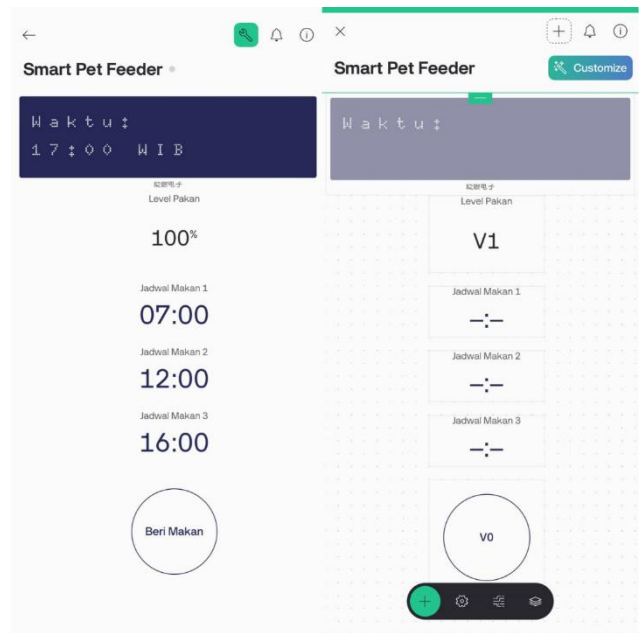 Smart Pet Feeder
Waktu:
17:00 WIB
Level Pakan
100%
Jadwal Makan 1
07:00
Jadwal Makan 2
12:00
Jadwal Makan 3
16:00
Beri Makan
Smart Pet Feeder
Customize
Waktu:
Level Pakan
V1
Jadwal Makan 1
--:--
Jadwal Makan 2
--:--
Jadwal Makan 3
--:--
V0